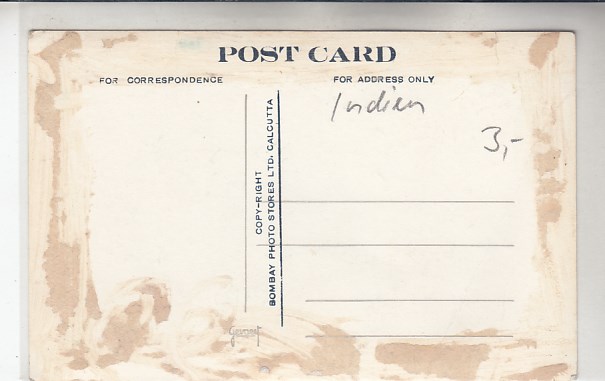 POST CARD
FOR CORRESPONDENCE
FOR ADDRESS ONLY
Indien
3,-
COPY-RIGHT
BOMBAY PHOTO STORES LTD, CALCUTTA